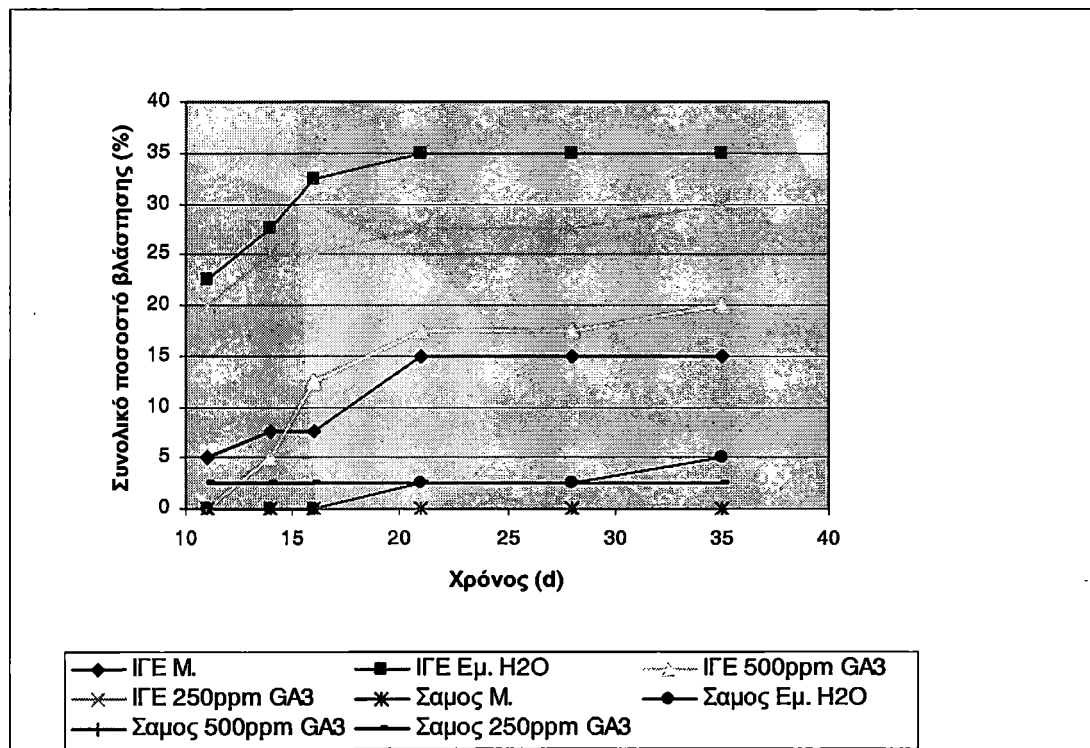 Συνολικό ποσοστό βλάστησης (%)
40
35
30
25
20
15
10
5
0
10 15 20 25 30 35 40
Χρόνος (d)
ΙΓΕ Μ. ΙΓΕ Εμ. Η2Ο ΙΓΕ 500ppm GA3
ΙΓΕ 250ppm GA3 Σαμος Μ. Σαμος Εμ. Η2Ο
Σαμος 500ppm GA3 Σαμος 250ppm GA3